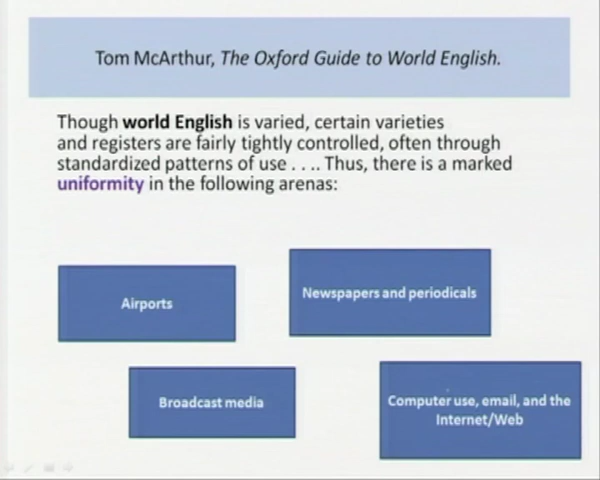 Tom McArthur, The Oxford Guide to World English.
Though world English is varied, certain varieties
and registers are fairly tightly controlled, often through
standardized patterns of use . . .. Thus, there is a marked
uniformity in the following arenas:
Airports
Newspapers and periodicals
Broadcast media
Computer use, email, and the
Internet/Web